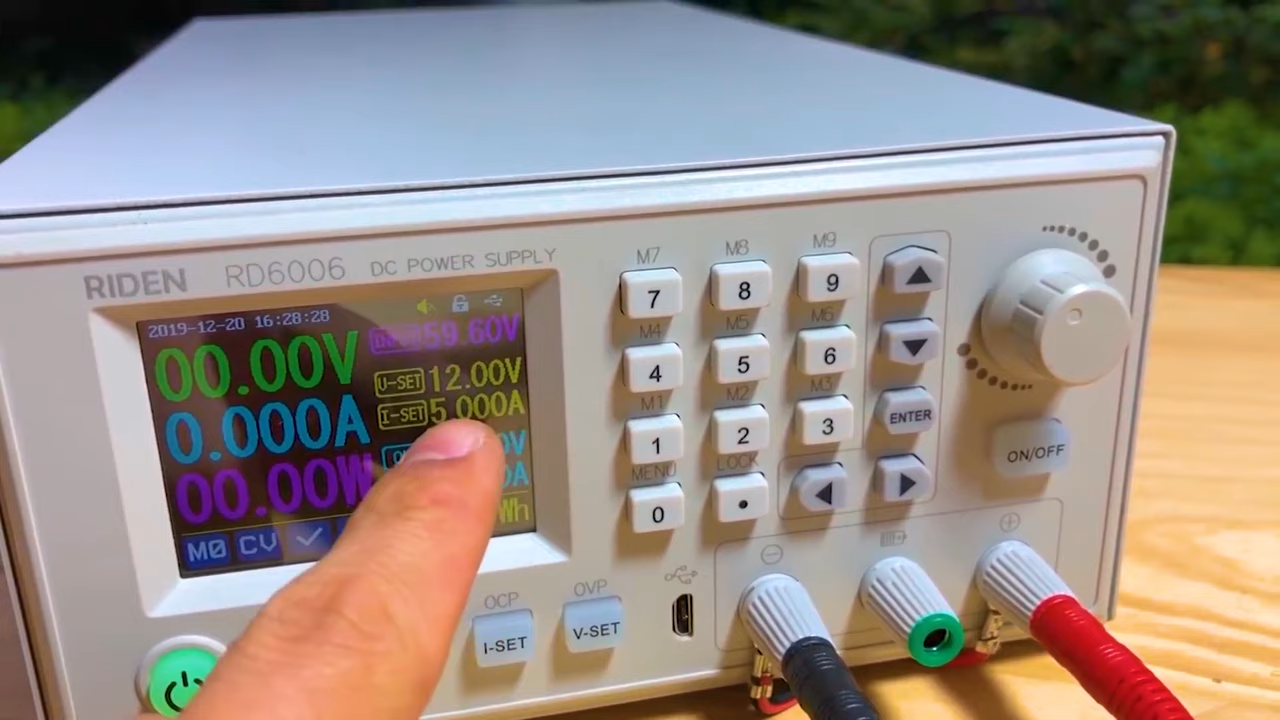 RIDEN RD6006 DC POWER SUPPLY
2019-12-20 16:28:28
00.00V
59.60V
V-SET 12.00V
0.000A
I-SET 5.000A
00.00W
Wh
M0 CV
M7 M8 M9
7 8 9
M4 M5 M6
4 5 6
M1 M2 M3
1 2 3
MENU LOCK
0 .
ENTER
ON/OFF
OCP OVP
I-SET V-SET